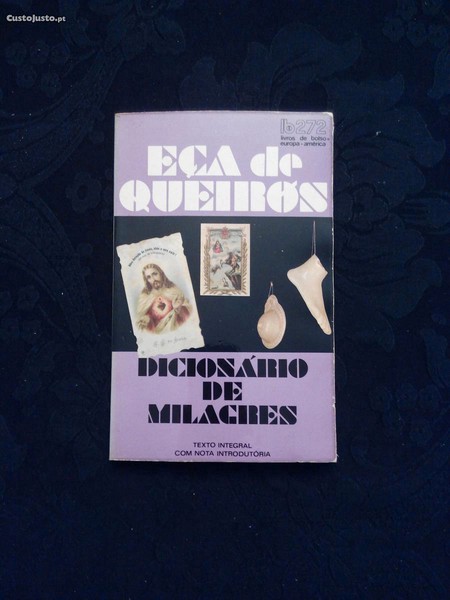 CustoJusto.pt
lb272
livros de bolso
europa-américa
EÇA de
QUEIRÓS
DICIONÁRIO
DE
MILAGRES
TEXTO INTEGRAL
COM NOTA INTRODUTÓRIA